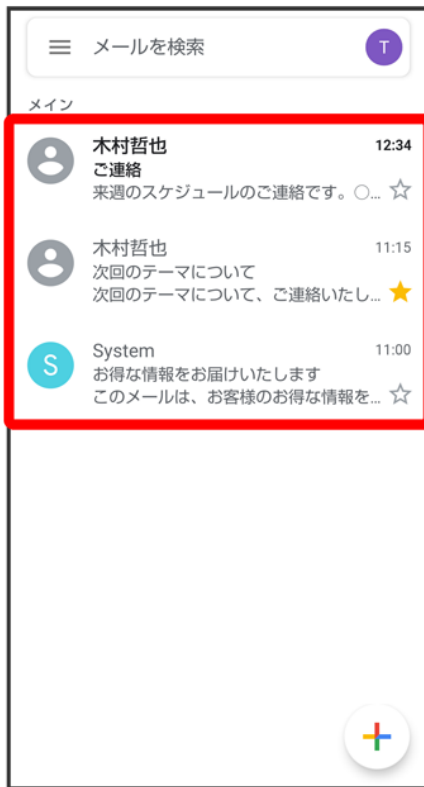 メールを検索
T
メイン
木村哲也 12:34
ご連絡
来週のスケジュールのご連絡です。○...
木村哲也 11:15
次回のテーマについて
次回のテーマについて、ご連絡いたし...
S
System 11:00
お得な情報をお届けいたします
このメールは、お客様のお得な情報を...